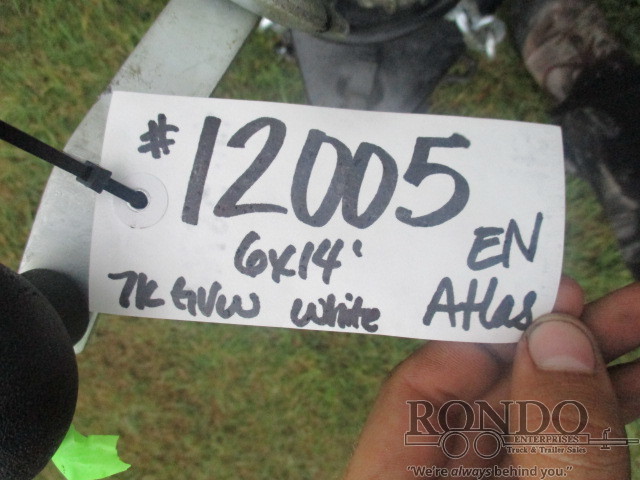 #12005
6x14' EN
7k GVW White Atlas
RONDO
ENTERPRISES
Truck & Trailer Sales
"We're always behind you."